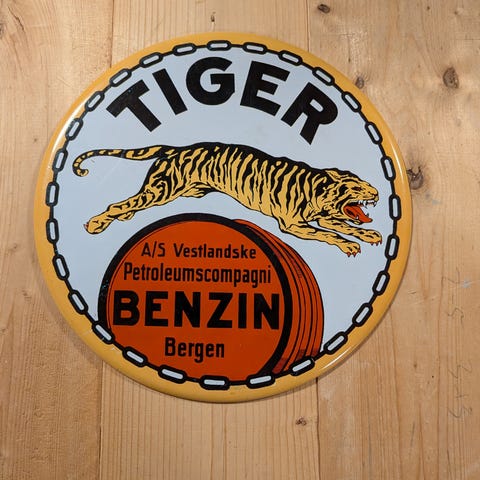 TIGER
A/S Vestlandske
Petroleumscompagni
BENZIN
Bergen